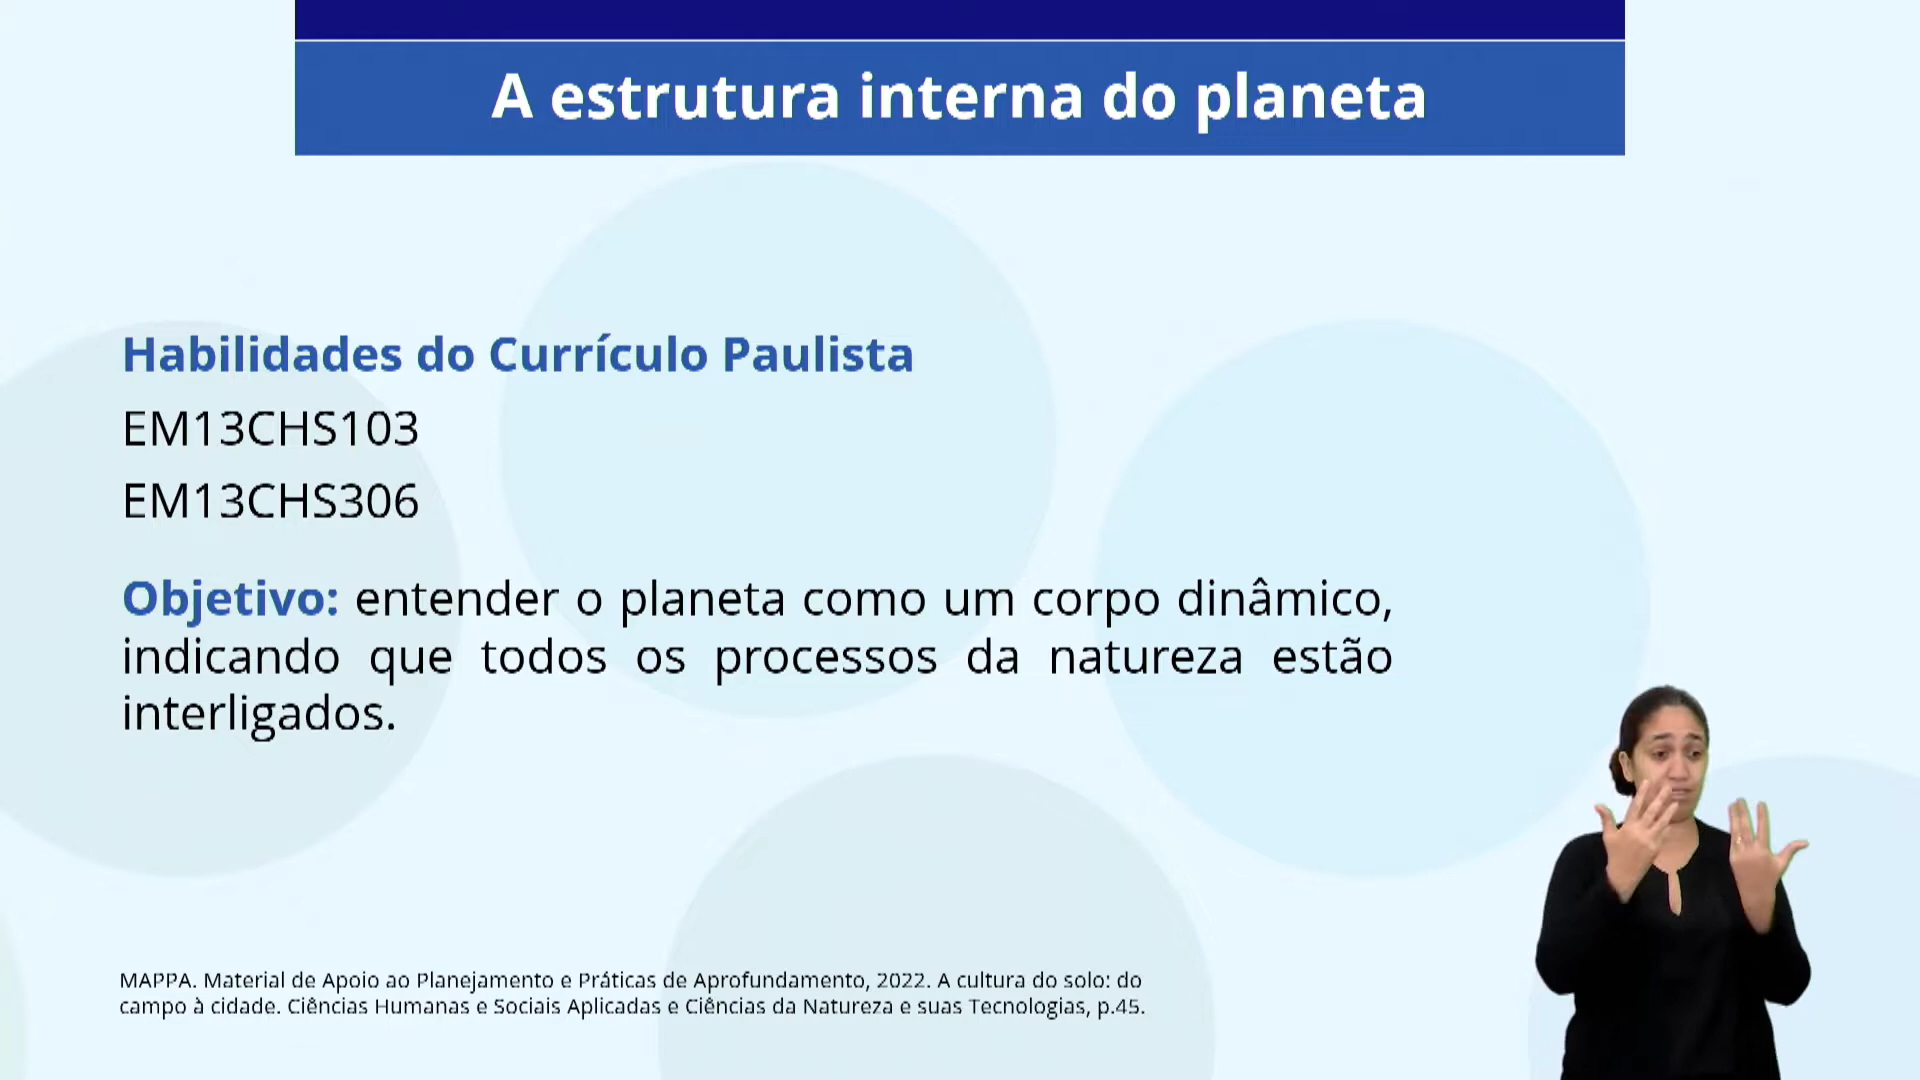 A estrutura interna do planeta
Habilidades do Currículo Paulista
EM13CHS103
EM13CHS306
Objetivo: entender o planeta como um corpo dinâmico,
indicando que todos os processos da natureza estão
interligados.
MAPPA. Material de Apoio ao Planejamento e Práticas de Aprofundamento, 2022. A cultura do solo: do
campo à cidade. Ciências Humanas e Sociais Aplicadas e Ciências da Natureza e suas Tecnologias, p.45.